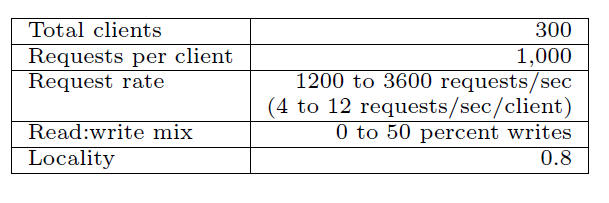 Total clients 300
Requests per client 1,000
Request rate 1200 to 3600 requests/sec
(4 to 12 requests/sec/client)
Read:write mix 0 to 50 percent writes
Locality 0.8